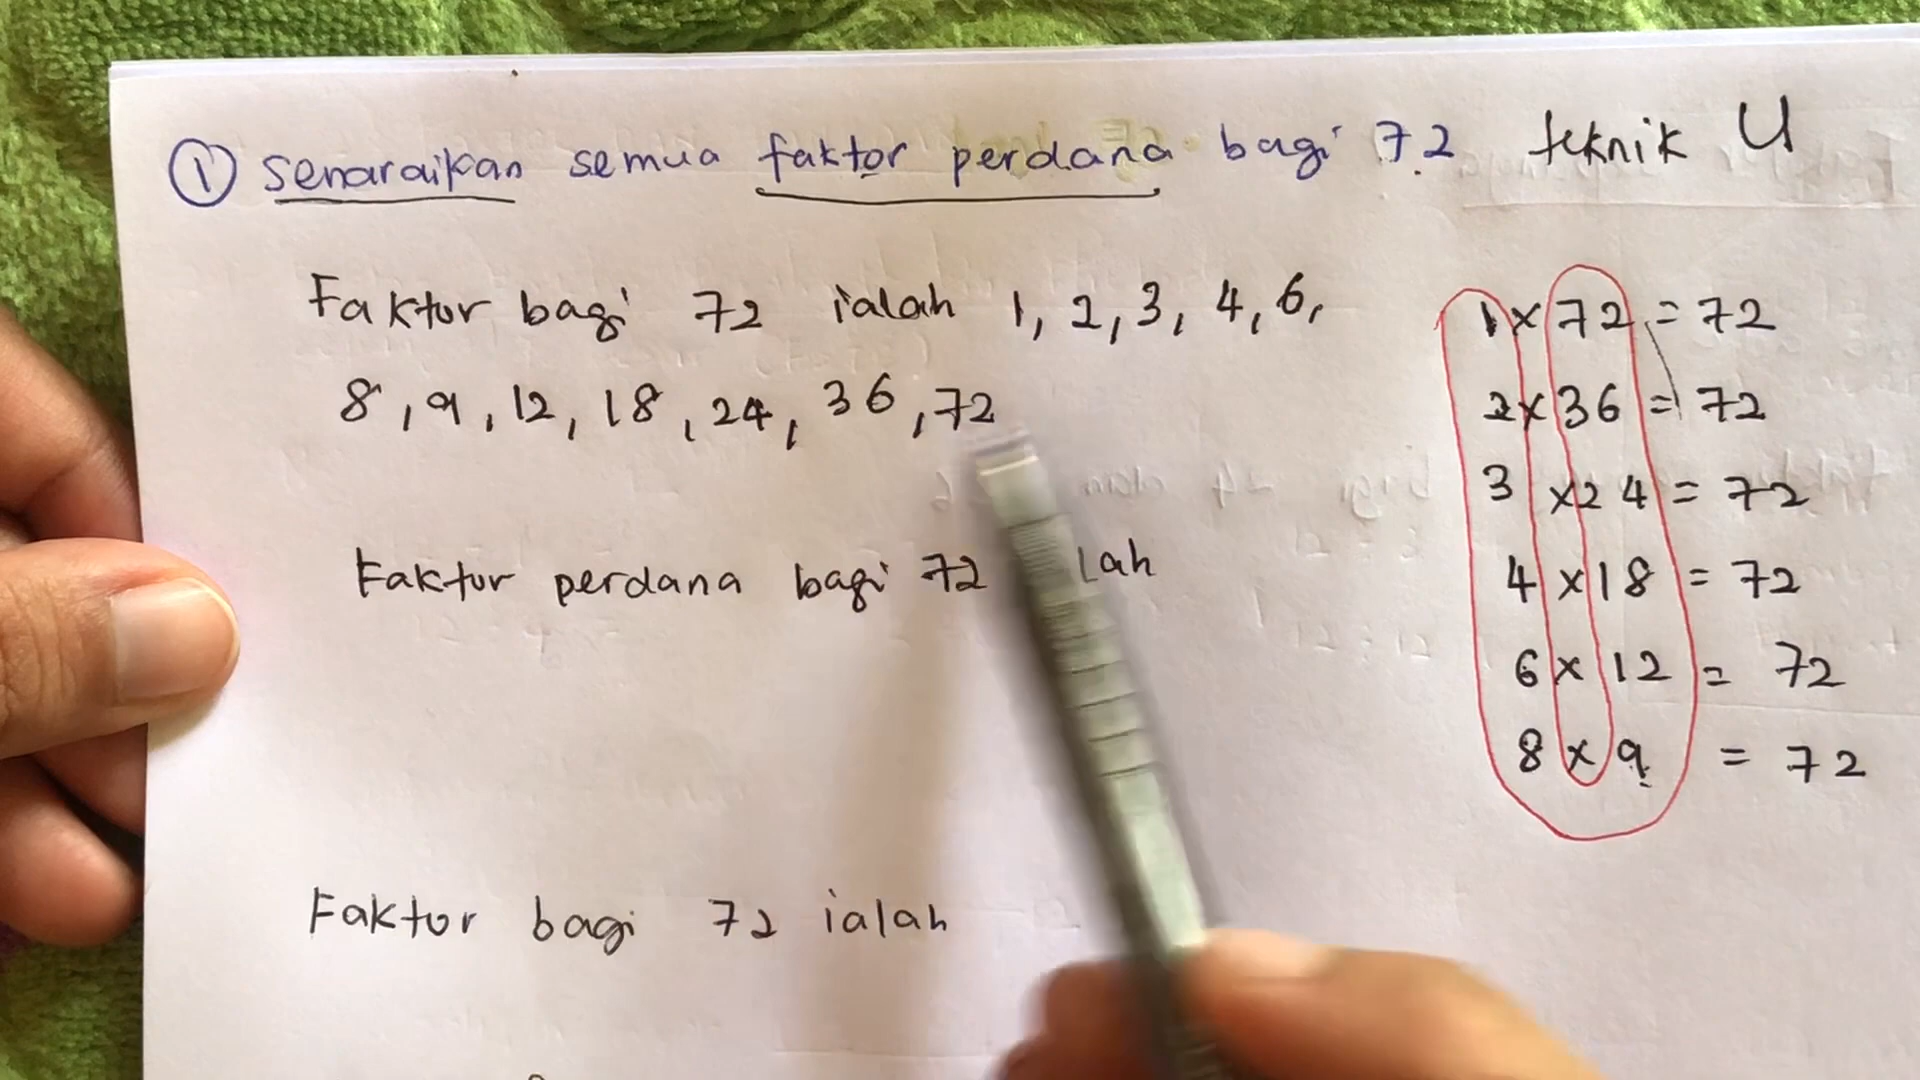 ① Senaraikan semua faktor perdana bagi 72. teknik U
Faktor bagi 72 ialah 1, 2, 3, 4, 6,
8, 9, 12, 18, 24, 36, 72
Faktor perdana bagi 72 lah
Faktor bagi 72 ialah
1 x 72 = 72
2 x 36 = 72
3 x 24 = 72
4 x 18 = 72
6 x 12 = 72
8 x 9 = 72